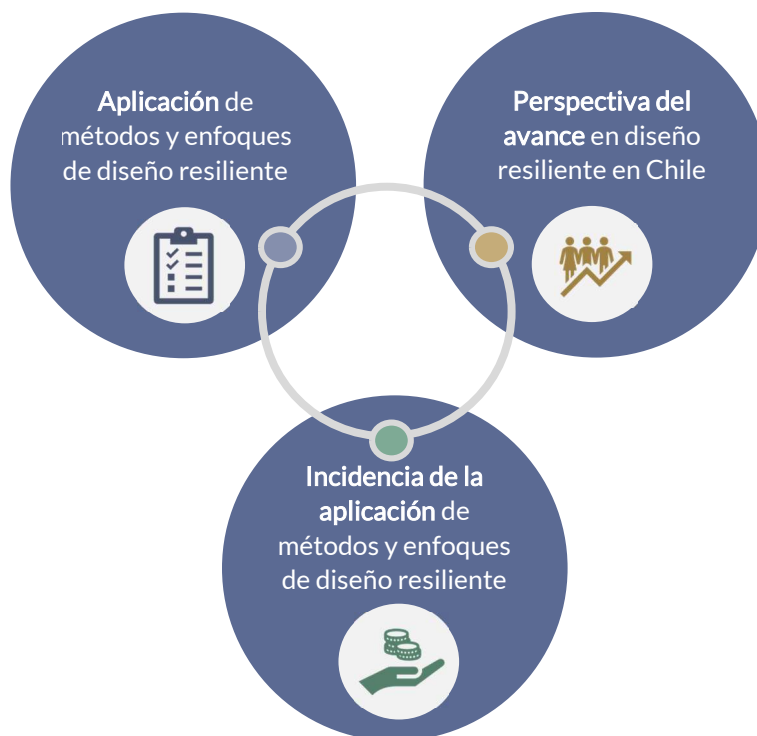 Aplicación de
métodos y enfoques
de diseño resiliente
Perspectiva del
avance en diseño
resiliente en Chile
Incidencia de la
aplicación de
métodos y enfoques
de diseño resiliente